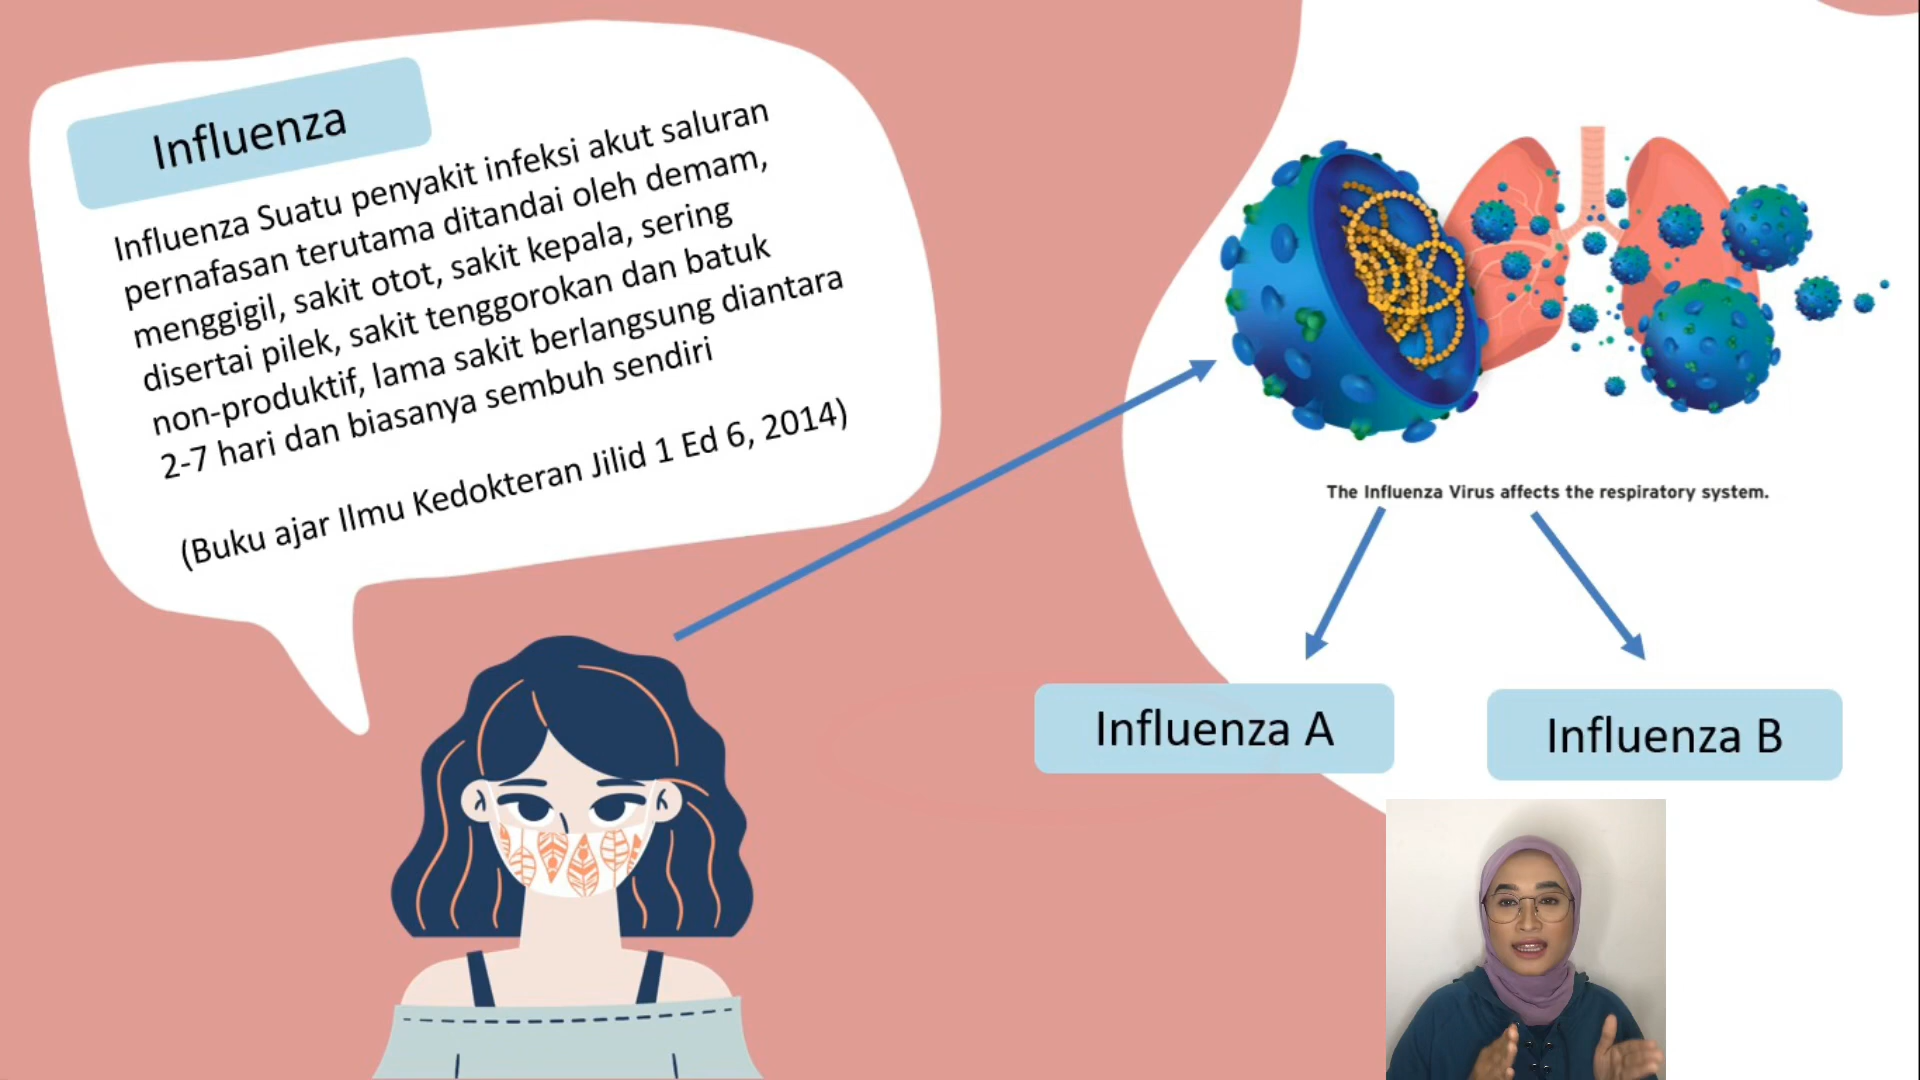 Influenza
Influenza Suatu penyakit infeksi akut saluran
pernafasan terutama ditandai oleh demam,
menggigil, sakit otot, sakit kepala, sering
disertai pilek, sakit tenggorokan dan batuk
non-produktif, lama sakit berlangsung diantara
2-7 hari dan biasanya sembuh sendiri
(Buku ajar Ilmu Kedokteran Jilid 1 Ed 6, 2014)
The Influenza Virus affects the respiratory system.
Influenza A
Influenza B